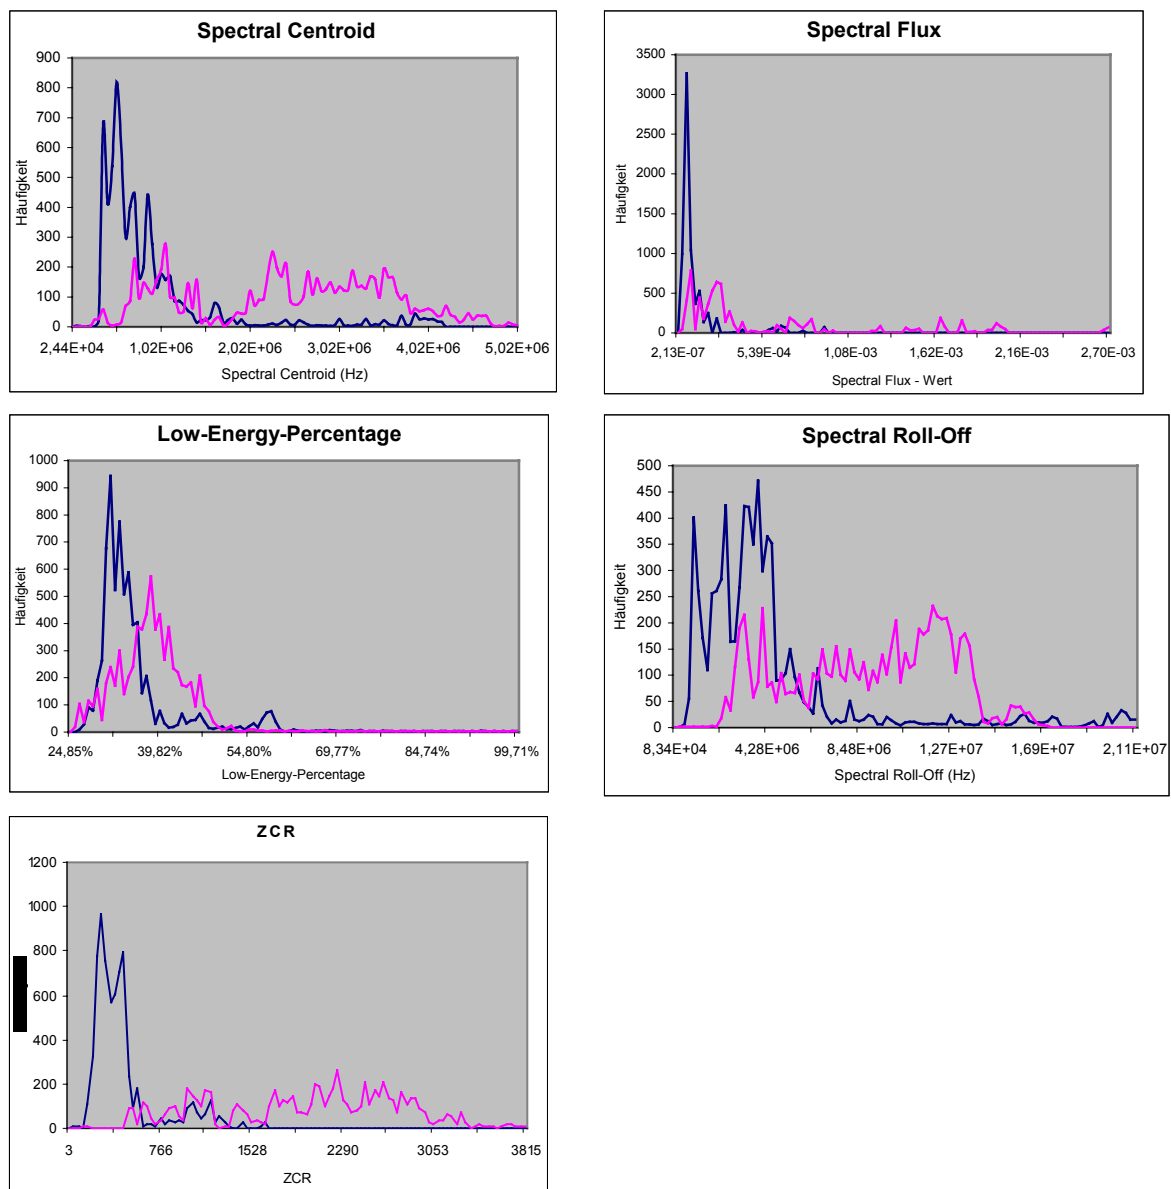 Spectral Centroid
900
800
700
600
500
400
300
200
100
0
Häufigkeit
2,44E+04 1,02E+06 2,02E+06 3,02E+06 4,02E+06 5,02E+06
Spectral Centroid (Hz)
Spectral Flux
3500
3000
2500
2000
1500
1000
500
0
Häufigkeit
2,13E-07 5,39E-04 1,08E-03 1,62E-03 2,16E-03 2,70E-03
Spectral Flux - Wert
Low-Energy-Percentage
1000
900
800
700
600
500
400
300
200
100
0
Häufigkeit
24,85% 39,82% 54,80% 69,77% 84,74% 99,71%
Low-Energy-Percentage
Spectral Roll-Off
500
450
400
350
300
250
200
150
100
50
0
Häufigkeit
8,34E+04 4,28E+06 8,48E+06 1,27E+07 1,69E+07 2,11E+07
Spectral Roll-Off (Hz)
ZCR
1200
1000
800
600
400
200
0
3 766 1528 2290 3053 3815
ZCR